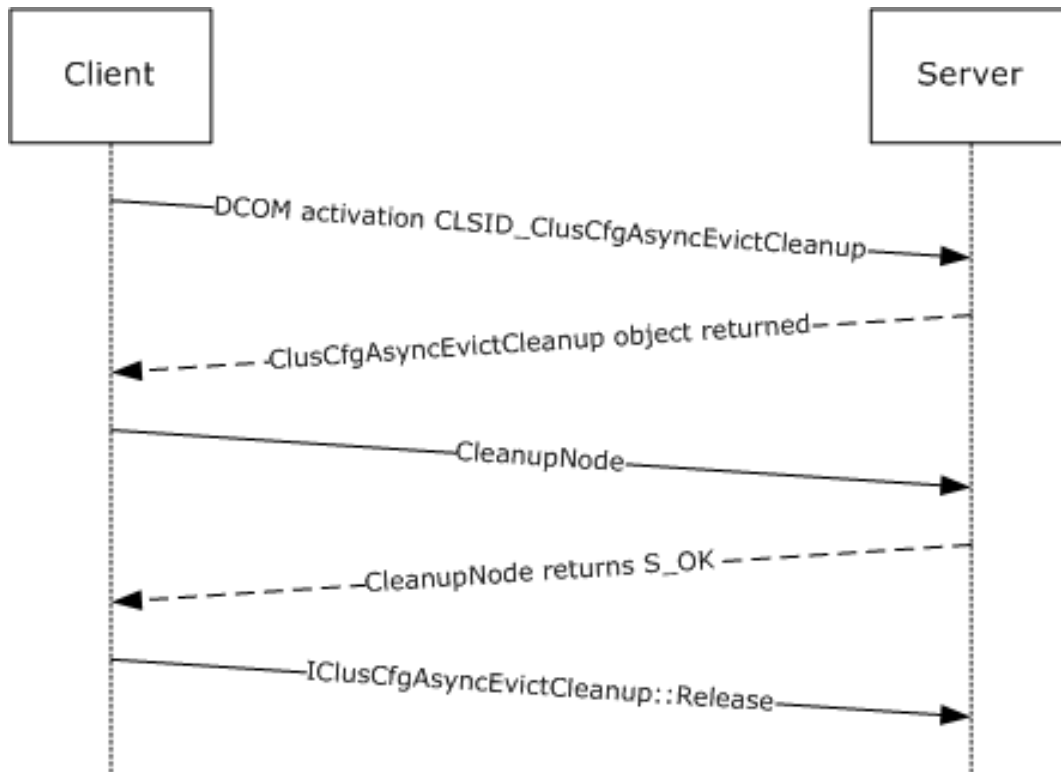 Client
Server
DCOM activation CLSID_ClusCfgAsyncEvictCleanup
ClusCfgAsyncEvictCleanup object returned
CleanupNode
CleanupNode returns S_OK
IClusCfgAsyncEvictCleanup::Release